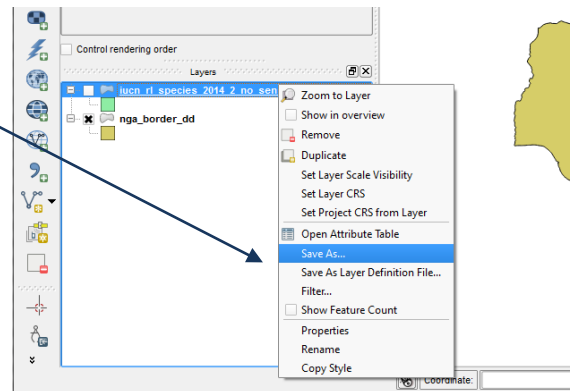 Control rendering order
Layers
iucn_rl_species_2014_2_no_sen
nga_border_dd
Zoom to Layer
Show in overview
Remove
Duplicate
Set Layer Scale Visibility
Set Layer CRS
Set Project CRS from Layer
Open Attribute Table
Save As...
Save As Layer Definition File...
Filter...
Show Feature Count
Properties
Rename
Copy Style
Coordinate: